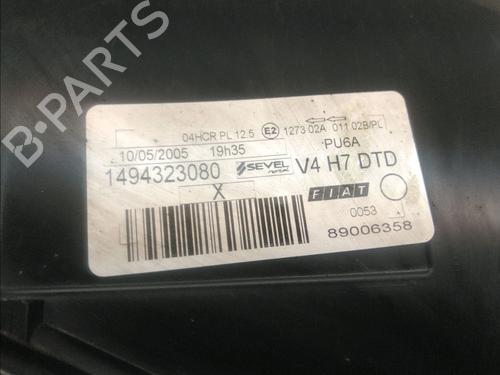 04HCR PL 12.5 E2 1273 02A 011 02B/PL
10/05/2005 19h35 PU6A
1494323080 SEVEL V4 H7 DTD
X FIAT
0053
89006358
B-PARTS